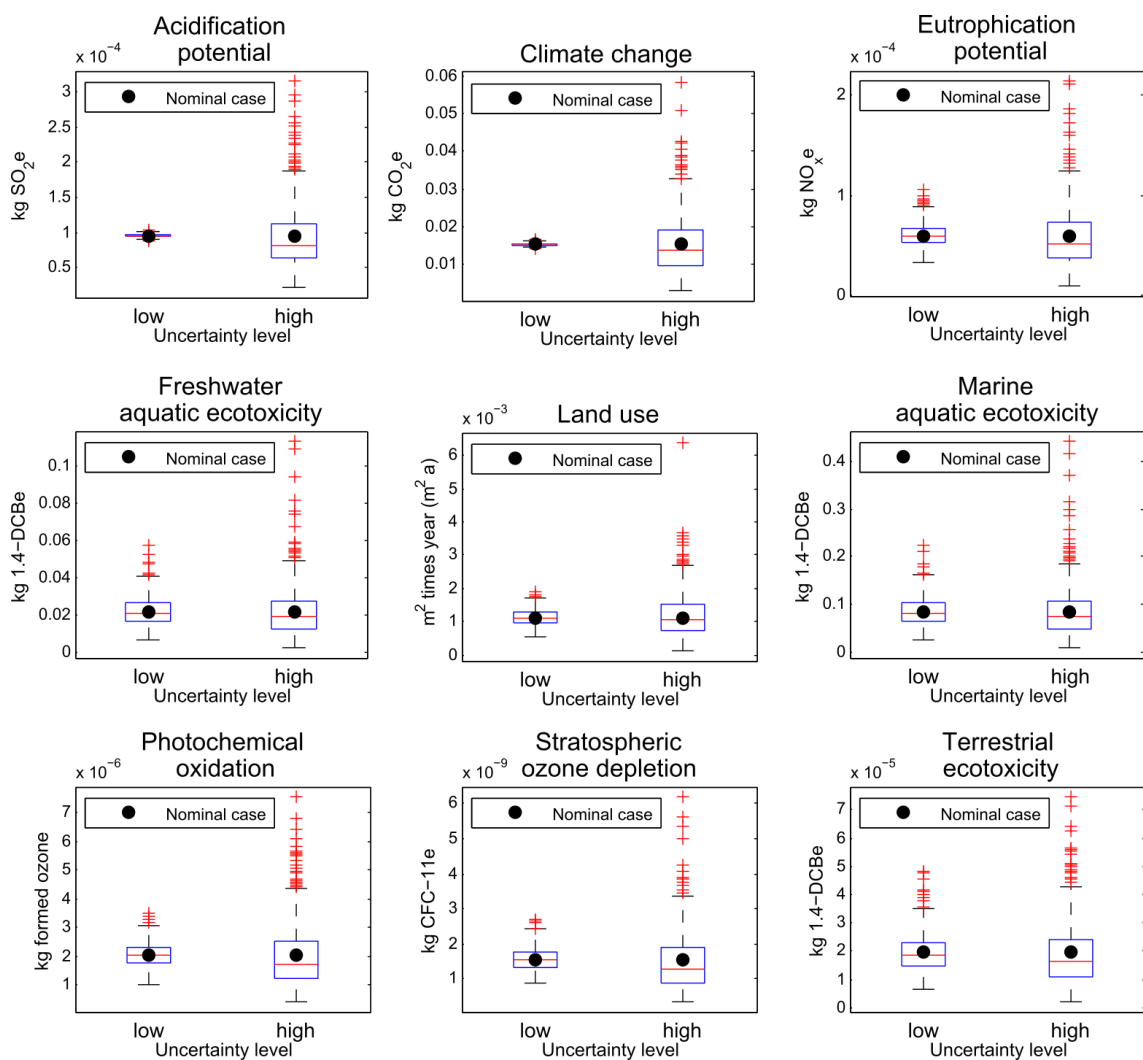 Acidification
potential
x 10⁻⁴
kg SO₂e
3
2
1
0.5
Nominal case
low
high
Uncertainty level
Climate change
kg CO₂e
0.06
0.05
0.04
0.03
0.02
0.01
Nominal case
low
high
Uncertainty level
Eutrophication
potential
x 10⁻⁴
kg NOₓe
2
1
0
Nominal case
low
high
Uncertainty level
Freshwater
aquatic ecotoxicity
kg 1.4−DCBe
0.1
0.08
0.06
0.04
0.02
0
Nominal case
low
high
Uncertainty level
Land use
x 10⁻³
m² times year (m² a)
6
5
4
3
2
1
0
Nominal case
low
high
Uncertainty level
Marine
aquatic ecotoxicity
kg 1.4−DCBe
0.4
0.3
0.2
0.1
0
Nominal case
low
high
Uncertainty level
Photochemical
oxidation
x 10⁻⁶
kg formed ozone
7
6
5
4
3
2
1
Nominal case
low
high
Uncertainty level
Stratospheric
ozone depletion
x 10⁻⁹
kg CFC−11e
6
5
4
3
2
1
Nominal case
low
high
Uncertainty level
Terrestrial
ecotoxicity
x 10⁻⁵
kg 1.4−DCBe
7
6
5
4
3
2
1
0
Nominal case
low
high
Uncertainty level